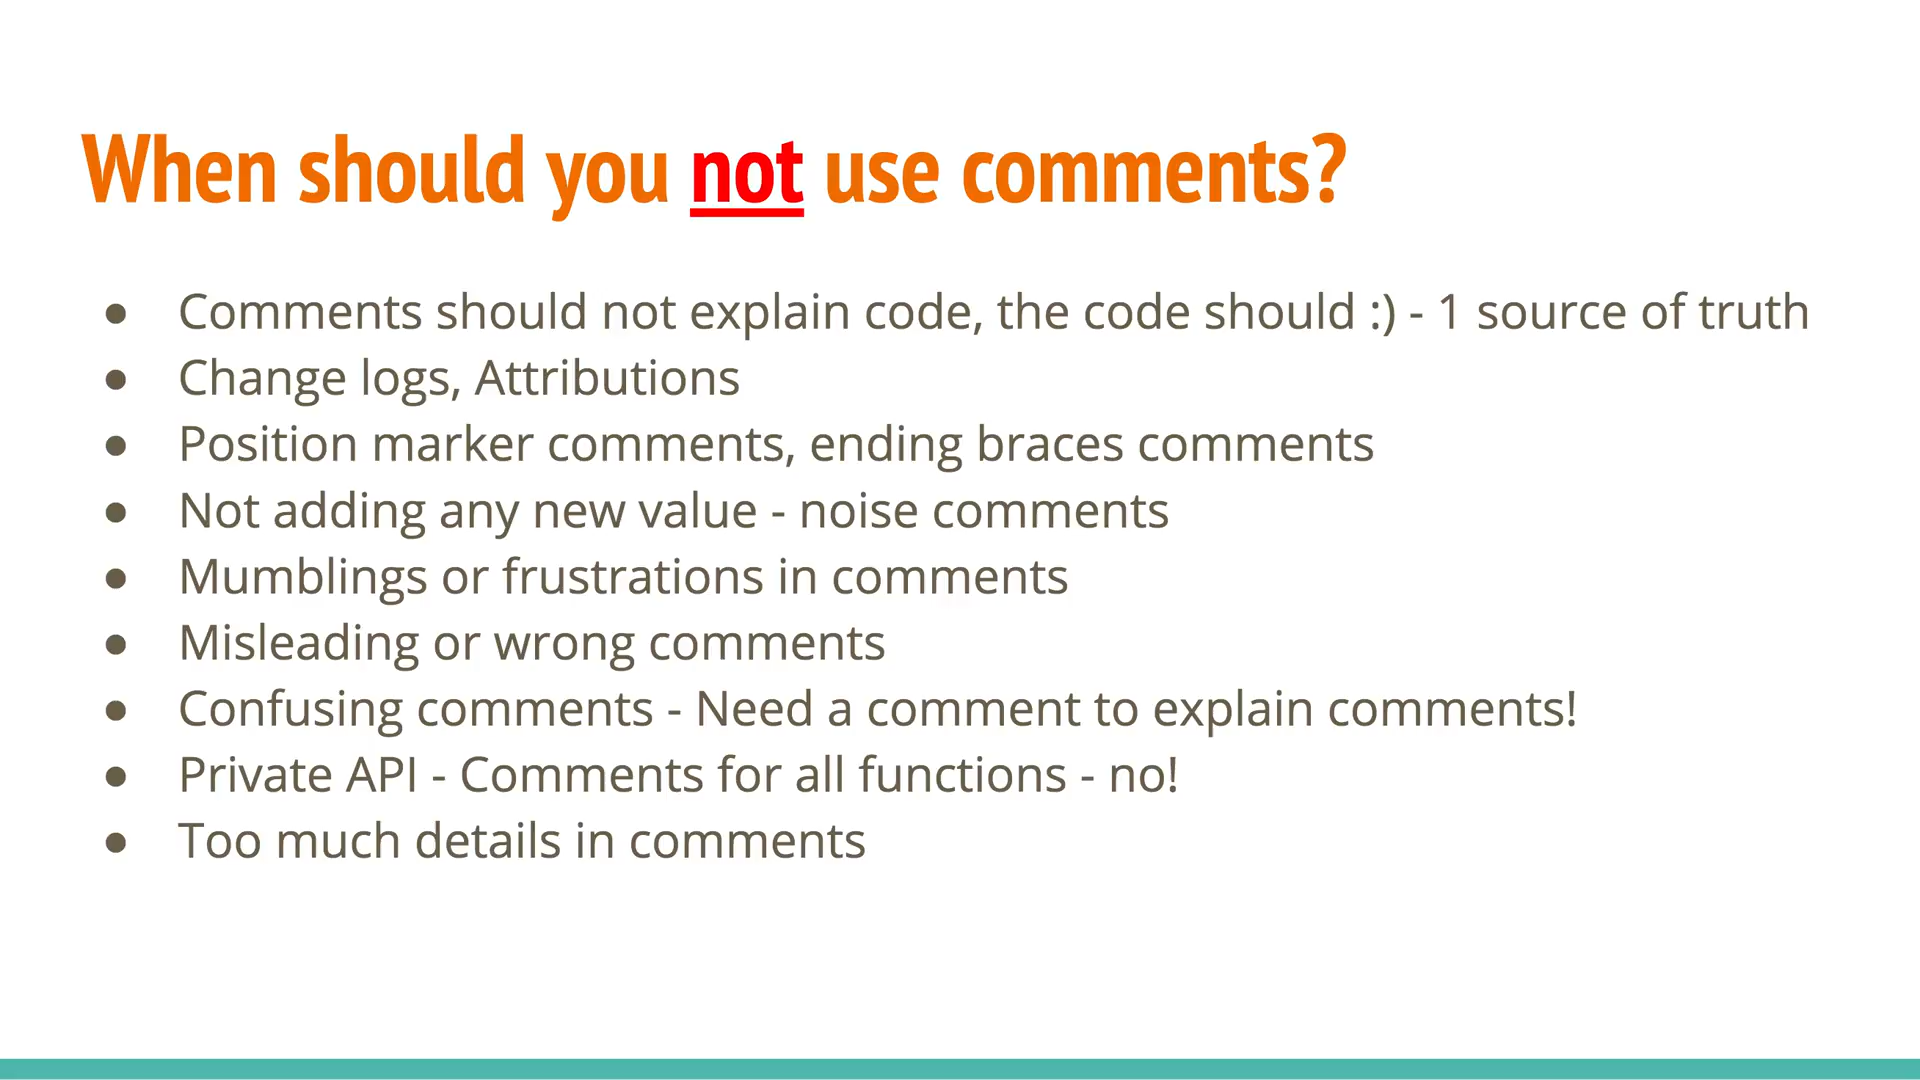 When should you not use comments?
● Comments should not explain code, the code should :) - 1 source of truth
● Change logs, Attributions
● Position marker comments, ending braces comments
● Not adding any new value - noise comments
● Mumblings or frustrations in comments
● Misleading or wrong comments
● Confusing comments - Need a comment to explain comments!
● Private API - Comments for all functions - no!
● Too much details in comments